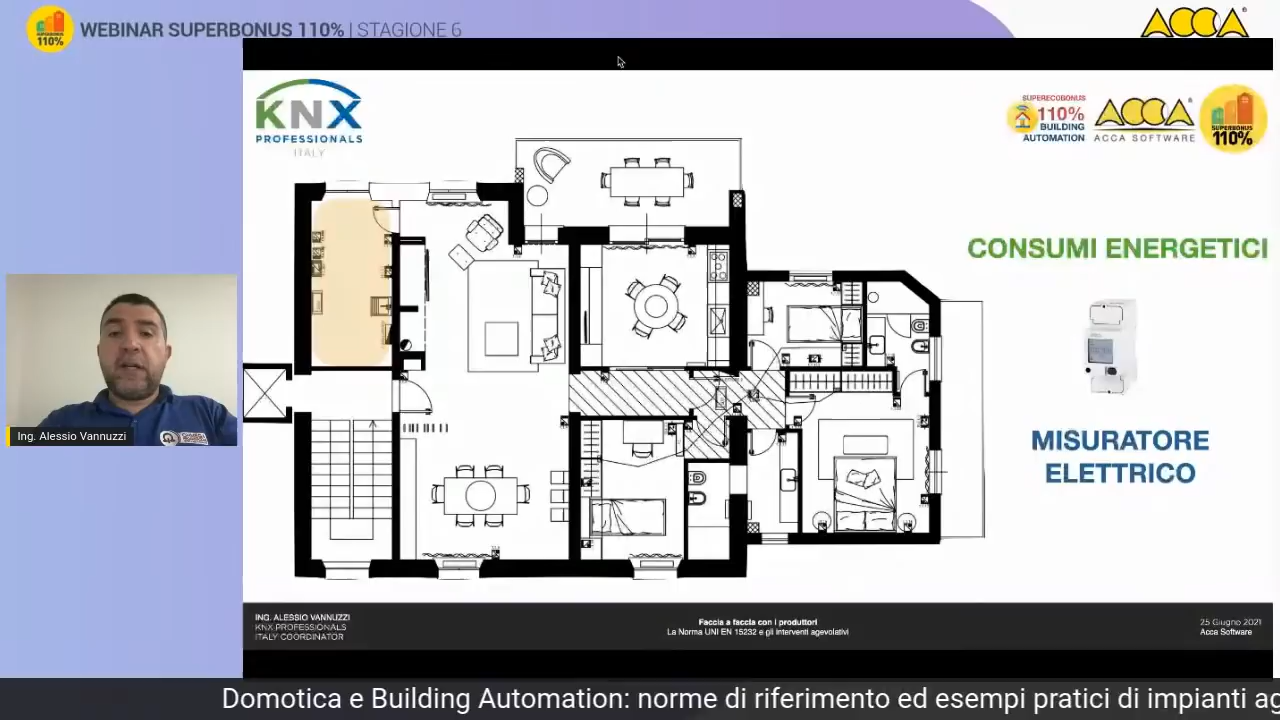 110%
WEBINAR SUPERBONUS 110% | STAGIONE 6
ACCA
KNX
PROFESSIONALS
ITALY
SUPERECOBONUS
110%
BUILDING
AUTOMATION
ACCA
ACCA SOFTWARE
SUPERBONUS
110%
CONSUMI ENERGETICI
MISURATORE
ELETTRICO
Ing. Alessio Vannuzzi
ING. ALESSIO VANNUZZI
KNX PROFESSIONALS
ITALY COORDINATOR
Faccia a faccia con i produttori
La Norma UNI EN 15232 e gli interventi agevolativi
25 Giugno 2021
Acca Software
Domotica e Building Automation: norme di riferimento ed esempi pratici di impianti ag